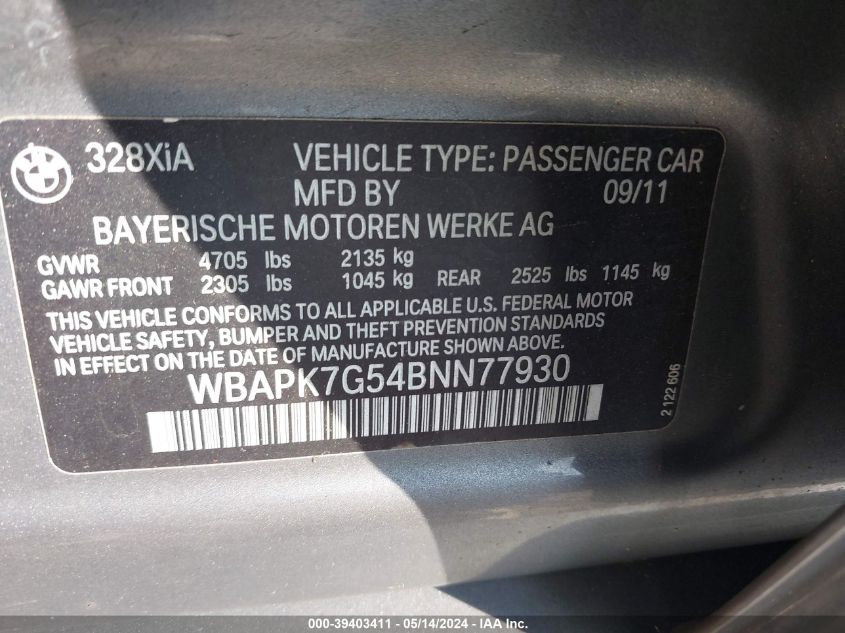 328XiA VEHICLE TYPE: PASSENGER CAR
MFD BY 09/11
BAYERISCHE MOTOREN WERKE AG
GVWR 4705 lbs 2135 kg
GAWR FRONT 2305 lbs 1045 kg REAR 2525 lbs 1145 kg
THIS VEHICLE CONFORMS TO ALL APPLICABLE U.S. FEDERAL MOTOR
VEHICLE SAFETY, BUMPER AND THEFT PREVENTION STANDARDS
IN EFFECT ON THE DATE OF MANUFACTURE SHOWN ABOVE.
WBAPK7G54BNN77930
2 122 606
000-39403411 - 05/14/2024 - IAA Inc.